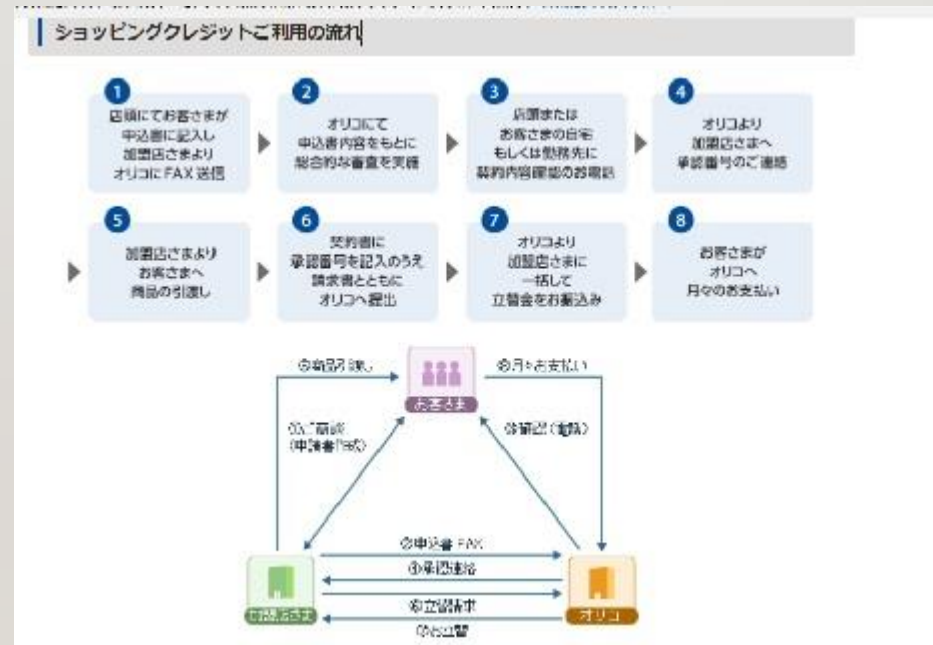 ショッピングクレジットご利用の流れ
1
店頭にてお客さまが
申込書に記入し
加盟店さまより
オリコにFAX送信
2
オリコにて
申込書内容をもとに
総合的な審査を実施
3
店頭または
お客さまの自宅
もしくは勤務先に
契約内容確認のお電話
4
オリコより
加盟店さまへ
承認番号のご連絡
5
加盟店さまより
お客さまへ
商品の引渡し
6
契約書に
承認番号を記入のうえ
請求書とともに
オリコへ提出
7
オリコより
加盟店さまに
一括して
立替金をお振込み
8
お客さまが
オリコへ
月々のお支払い
⑤商品引渡し
⑧月々お支払い
お客さま
①ご商談
(申請書作成)
③確認(電話)
②申込書 FAX
④承認連絡
⑥立替請求
⑦お立替
加盟店さま
オリコ